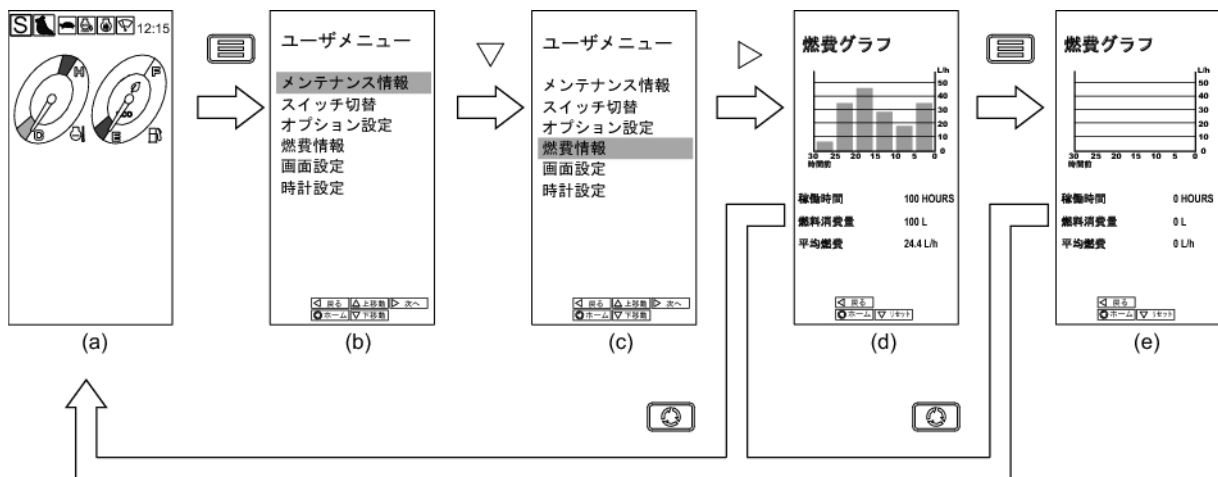 S 12:15
H
F
D
E
(a)
ユーザメニュー
メンテナンス情報
スイッチ切替
オプション設定
燃費情報
画面設定
時計設定
戻る 上移動 次へ
ホーム 下移動
(b)
ユーザメニュー
メンテナンス情報
スイッチ切替
オプション設定
燃費情報
画面設定
時計設定
戻る 上移動 次へ
ホーム 下移動
(c)
燃費グラフ
L/h
50
40
30
20
10
0
30 25 20 15 10 5 0
時間前
稼働時間 100 HOURS
燃料消費量 100 L
平均燃費 24.4 L/h
戻る
ホーム リセット
(d)
燃費グラフ
L/h
50
40
30
20
10
0
30 25 20 15 10 5 0
時間前
稼働時間 0 HOURS
燃料消費量 0 L
平均燃費 0 L/h
戻る
ホーム リセット
(e)